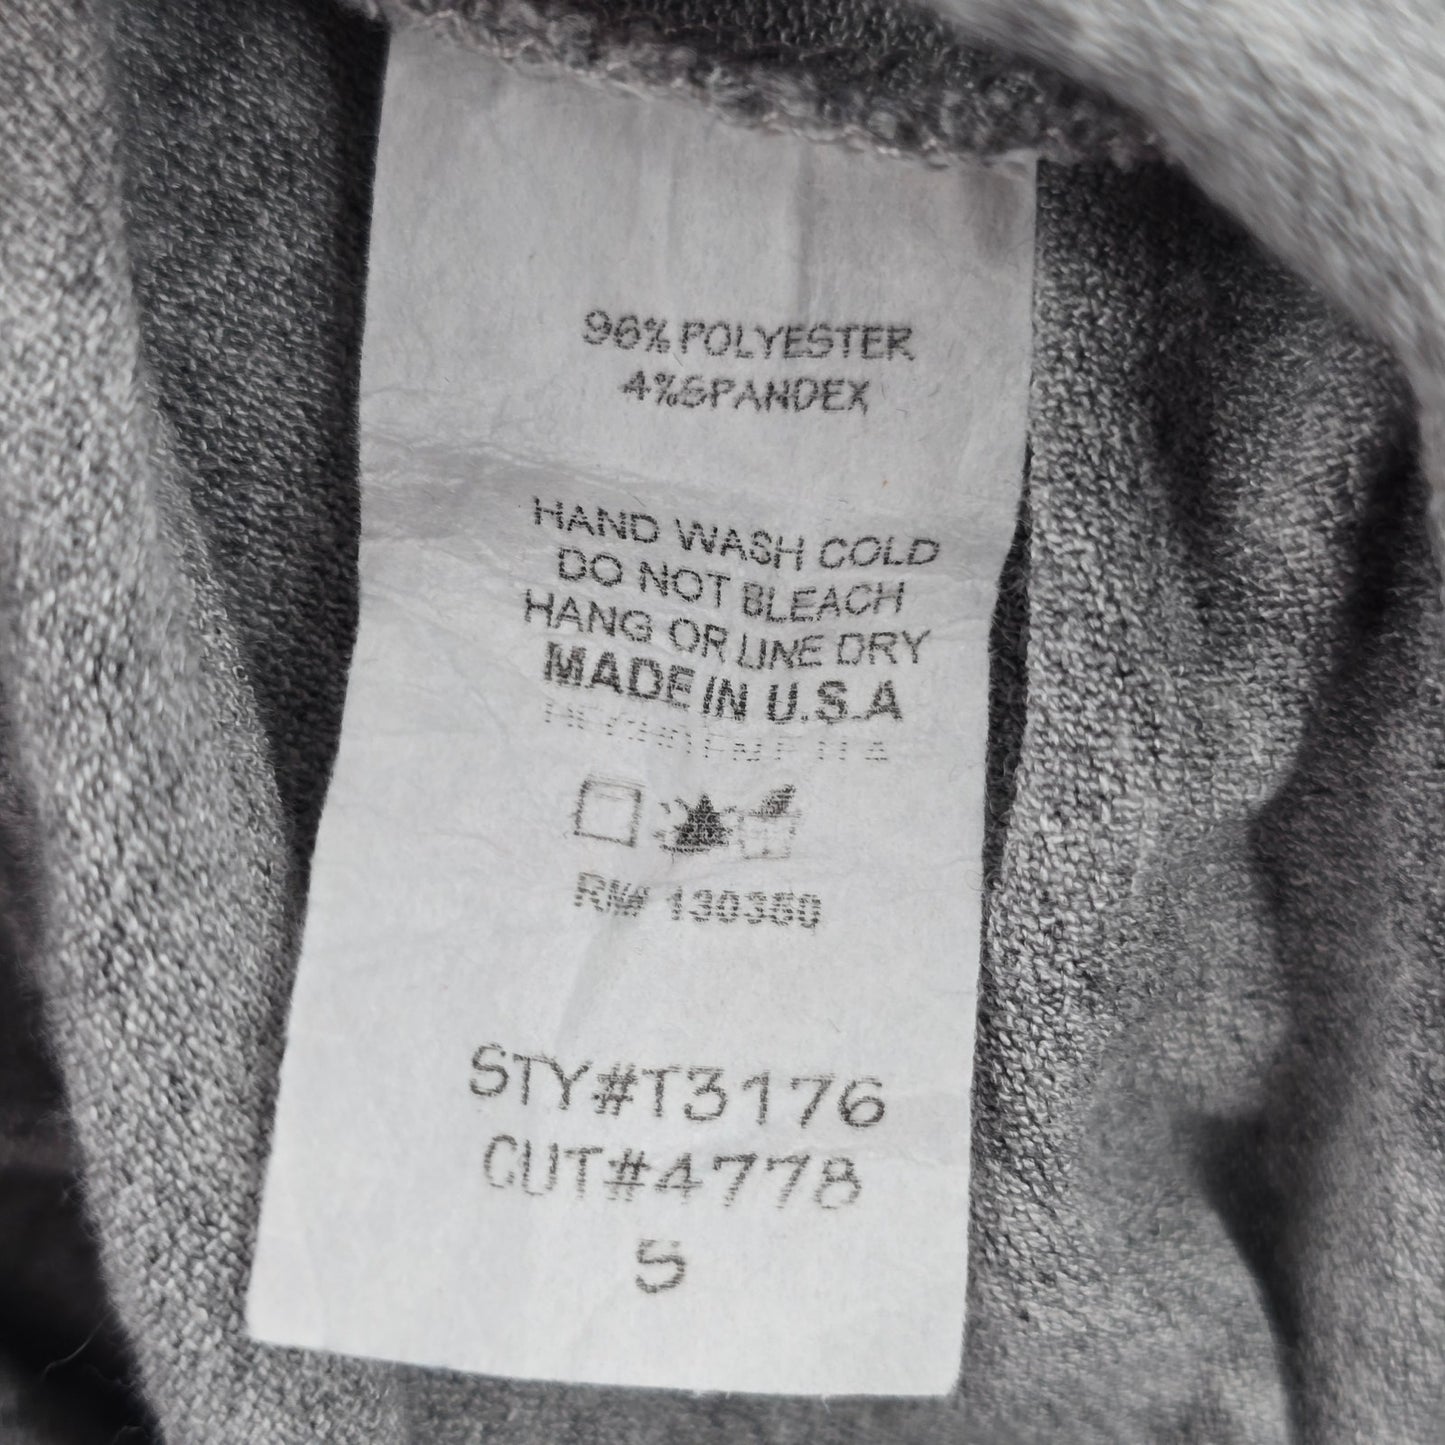 96% POLYESTER
4%SPANDEX
HAND WASH COLD
DO NOT BLEACH
HANG OR LINE DRY
MADE IN U.S.A
RN# 130360
STY#T3176
CUT#4778
S